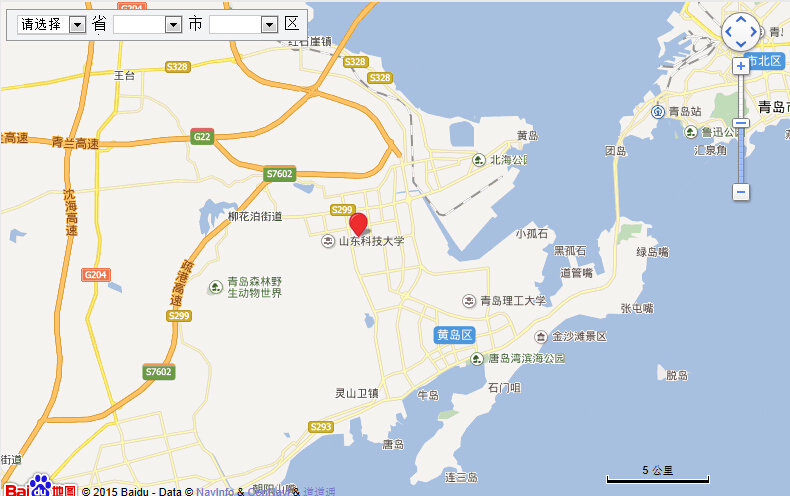 请选择 省 市 区
G204
红石崖镇
S328
S328
S328
王台
市北区
青岛站
青岛市
鲁迅公园
汇泉角
团岛
黄岛
北海公园
G22
青兰高速
高速
S7602
沈海高速
S299
柳花泊街道
山东科技大学
小孤石
黑孤石
绿岛嘴
道管嘴
疏港高速
G204
青岛森林野
生动物世界
青岛理工大学
张屯嘴
S299
黄岛区
金沙滩景区
唐岛湾滨海公园
S7602
脱岛
石门咀
灵山卫镇
牛岛
S293
唐岛
街道
5 公里
连三岛
朝阳山嘴
Bai du 地图 © 2015 Baidu - Data © NavInfo & CenNavi & 道道通